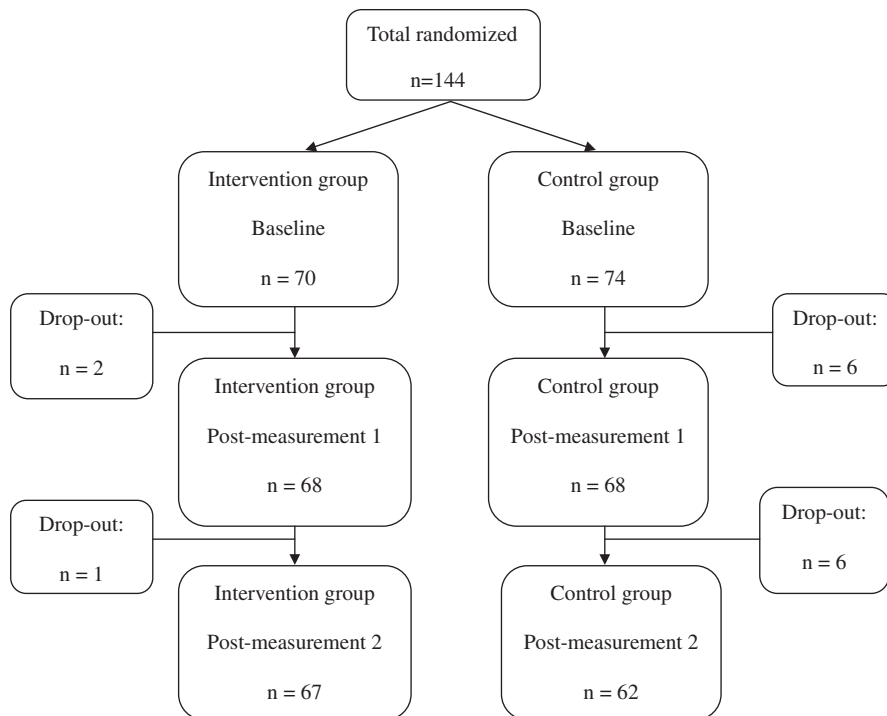 Total randomized
n=144
Intervention group
Baseline
n = 70
Control group
Baseline
n = 74
Drop-out:
n = 2
Drop-out:
n = 6
Intervention group
Post-measurement 1
n = 68
Control group
Post-measurement 1
n = 68
Drop-out:
n = 1
Drop-out:
n = 6
Intervention group
Post-measurement 2
n = 67
Control group
Post-measurement 2
n = 62